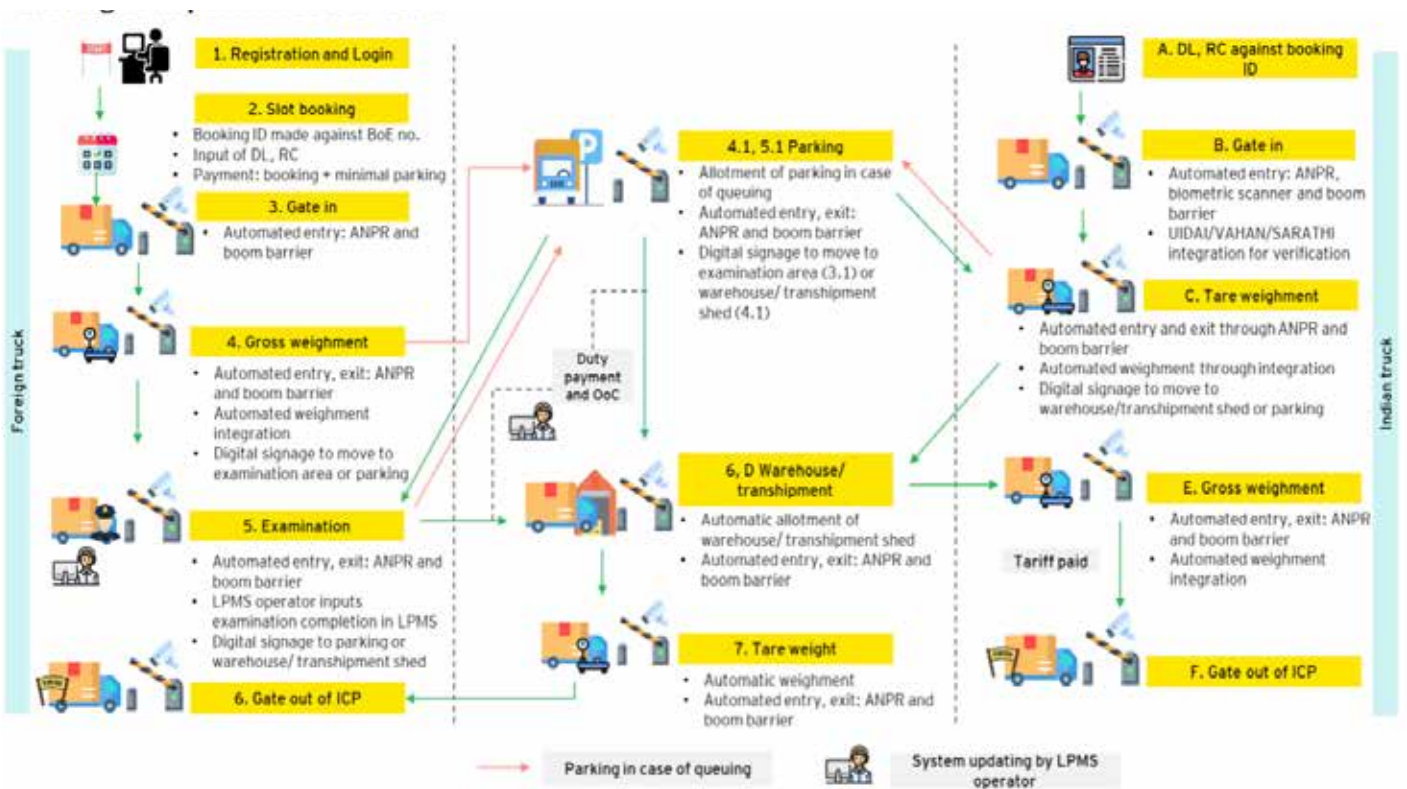 1. Registration and Login
2. Slot booking
• Booking ID made against BoE no.
• Input of DL, RC
• Payment: booking + minimal parking
3. Gate in
• Automated entry: ANPR and
boom barrier
4. Gross weighment
• Automated entry, exit: ANPR
and boom barrier
• Automated weighment
integration
• Digital signage to move to
examination area or parking
5. Examination
• Automated entry, exit: ANPR and
boom barrier
• LPMS operator inputs
examination completion in LPMS
• Digital signage to parking or
warehouse/ transhipment shed
6. Gate out of ICP
Foreign truck
P
4.1, 5.1 Parking
• Allotment of parking in case
of queuing
• Automated entry, exit:
ANPR and boom barrier
• Digital signage to move to
examination area (3.1) or
warehouse/ transhipment
shed (4.1)
Duty
payment
and OoC
6, D Warehouse/
transhipment
• Automatic allotment of
warehouse/ transhipment shed
• Automated entry, exit: ANPR and
boom barrier
7. Tare weight
• Automatic weighment
• Automated entry, exit: ANPR and
boom barrier
A. DL, RC against booking
ID
B. Gate in
• Automated entry: ANPR,
biometric scanner and boom
barrier
• UIDAI/VAHAN/SARATHI
integration for verification
C. Tare weighment
• Automated entry and exit through ANPR and
boom barrier
• Automated weighment through integration
• Digital signage to move to
warehouse/transhipment shed or parking
E. Gross weighment
• Automated entry, exit: ANPR
and boom barrier
• Automated weighment
integration
Tariff paid
F. Gate out of ICP
Indian truck
Parking in case of queuing
System updating by LPMS
operator